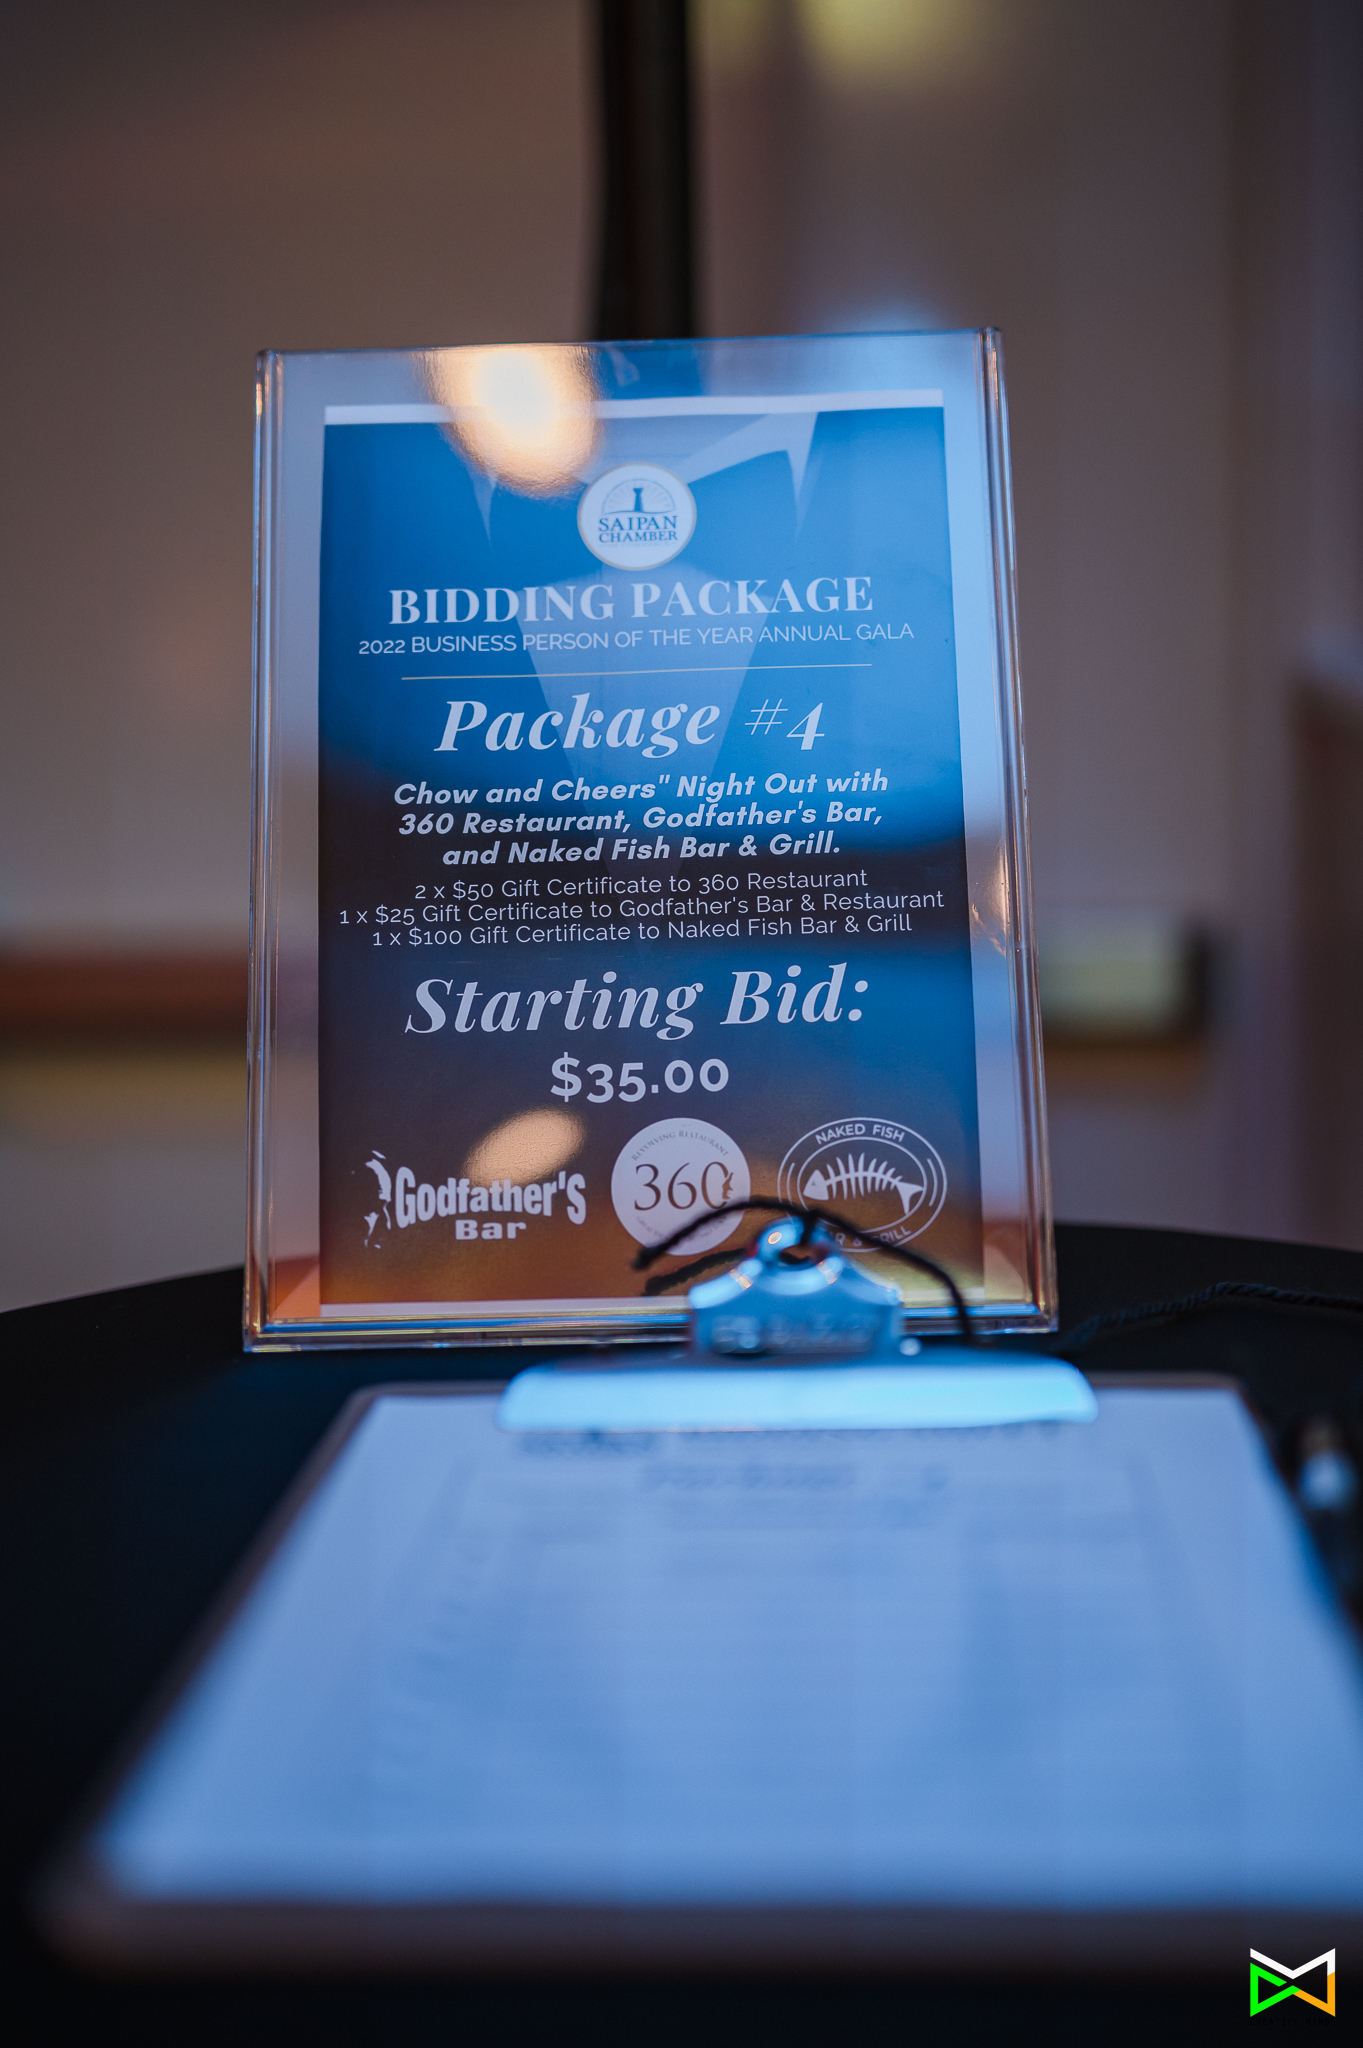 SAIPAN
CHAMBER
BIDDING PACKAGE
2022 BUSINESS PERSON OF THE YEAR ANNUAL GALA
Package #4
Chow and Cheers" Night Out with
360 Restaurant, Godfather's Bar,
and Naked Fish Bar & Grill.
2 x $50 Gift Certificate to 360 Restaurant
1 x $25 Gift Certificate to Godfather's Bar & Restaurant
1 x $100 Gift Certificate to Naked Fish Bar & Grill
Starting Bid:
$35.00
Godfather's
Bar
REVOLVING RESTAURANT
360
NAKED FISH
& GRILL